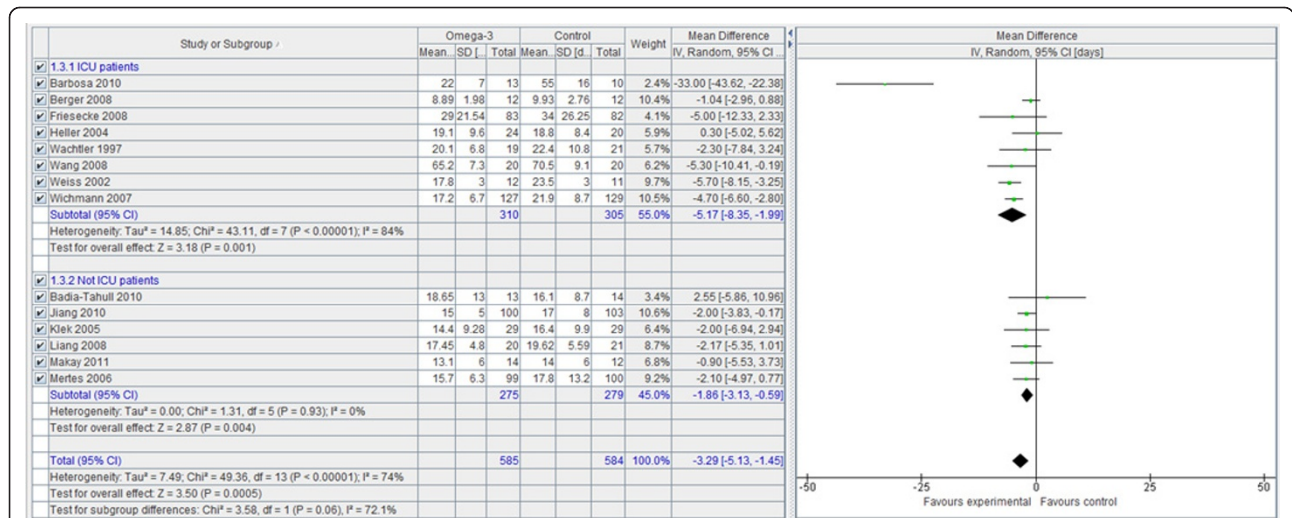 Omega-3 Control Mean Difference Mean Difference
Study or Subgroup Mean... SD [... Total Mean... SD [d... Total Weight IV, Random, 95% CI ... IV, Random, 95% CI [days]
1.3.1 ICU patients
Barbosa 2010 22 7 13 55 16 10 2.4% -33.00 [-43.62, -22.38]
Berger 2008 8.89 1.98 12 9.93 2.76 12 10.4% -1.04 [-2.96, 0.88]
Friesecke 2008 29 21.54 83 34 26.25 82 4.1% -5.00 [-12.33, 2.33]
Heller 2004 19.1 9.6 24 18.8 8.4 20 5.9% 0.30 [-5.02, 5.62]
Wachtler 1997 20.1 6.8 19 22.4 10.8 21 5.7% -2.30 [-7.84, 3.24]
Wang 2008 65.2 7.3 20 70.5 9.1 20 6.2% -5.30 [-10.41, -0.19]
Weiss 2002 17.8 3 12 23.5 3 11 9.7% -5.70 [-8.15, -3.25]
Wichmann 2007 17.2 6.7 127 21.9 8.7 129 10.5% -4.70 [-6.60, -2.80]
Subtotal (95% CI) 310 305 55.0% -5.17 [-8.35, -1.99]
Heterogeneity: Tau² = 14.85; Chi² = 43.11, df = 7 (P < 0.00001); I² = 84%
Test for overall effect: Z = 3.18 (P = 0.001)
1.3.2 Not ICU patients
Badia-Tahull 2010 18.65 13 13 16.1 8.7 14 3.4% 2.55 [-5.86, 10.96]
Jiang 2010 15 5 100 17 8 103 10.6% -2.00 [-3.83, -0.17]
Klek 2005 14.4 9.28 29 16.4 9.9 29 6.4% -2.00 [-6.94, 2.94]
Liang 2008 17.45 4.8 20 19.62 5.59 21 8.7% -2.17 [-5.35, 1.01]
Makay 2011 13.1 6 14 14 6 12 6.8% -0.90 [-5.53, 3.73]
Mertes 2006 15.7 6.3 99 17.8 13.2 100 9.2% -2.10 [-4.97, 0.77]
Subtotal (95% CI) 275 279 45.0% -1.86 [-3.13, -0.59]
Heterogeneity: Tau² = 0.00; Chi² = 1.31, df = 5 (P = 0.93); I² = 0%
Test for overall effect: Z = 2.87 (P = 0.004)
Total (95% CI) 585 584 100.0% -3.29 [-5.13, -1.45]
Heterogeneity: Tau² = 7.49; Chi² = 49.36, df = 13 (P < 0.00001); I² = 74%
Test for overall effect: Z = 3.50 (P = 0.0005)
Test for subgroup differences: Chi² = 3.58, df = 1 (P = 0.06), I² = 72.1%
-50 -25 0 25 50
Favours experimental Favours control